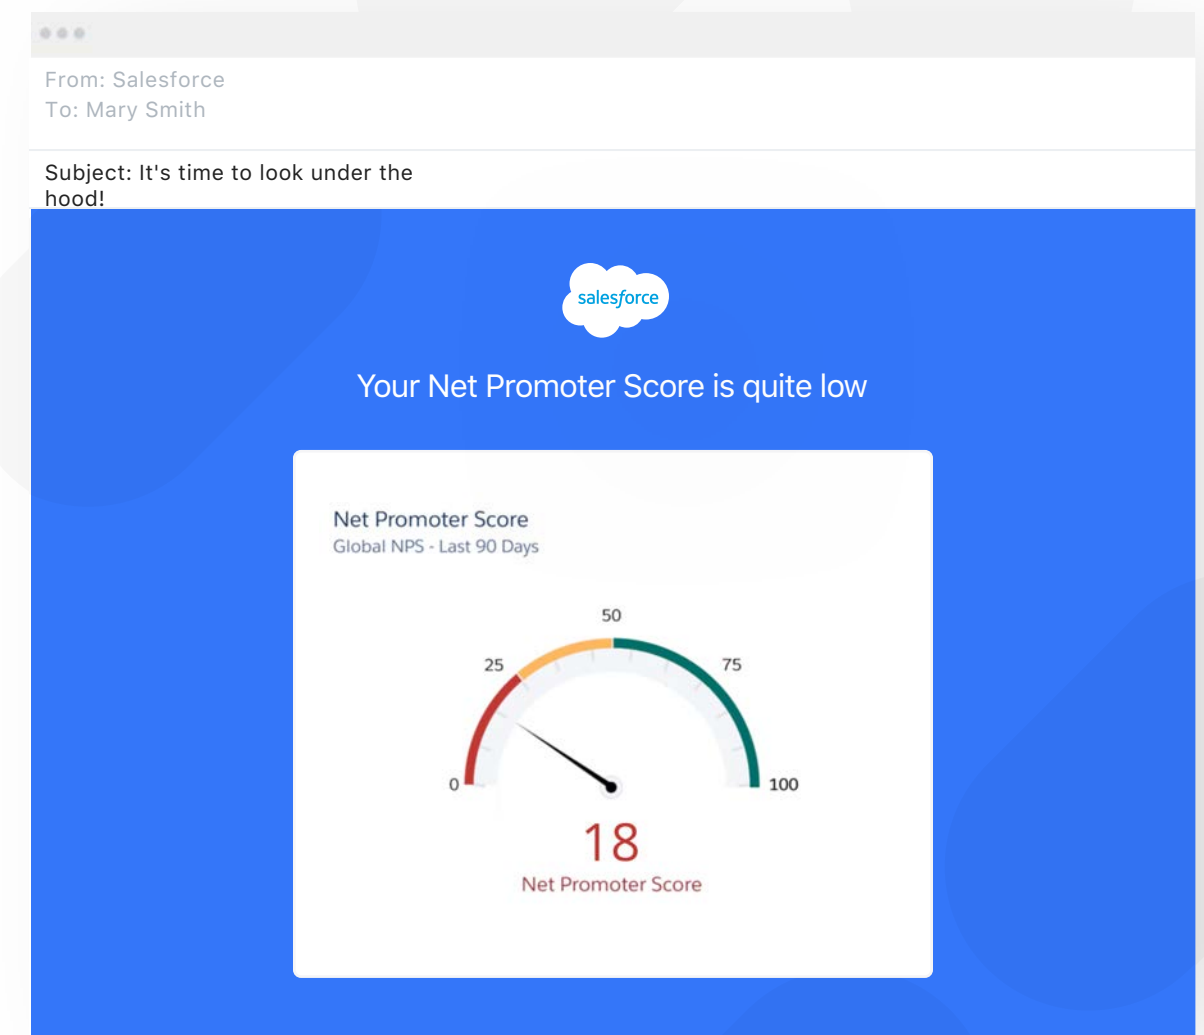 From: Salesforce
To: Mary Smith
Subject: It's time to look under the
hood!
salesforce
Your Net Promoter Score is quite low
Net Promoter Score
Global NPS - Last 90 Days
50
25
75
0
100
18
Net Promoter Score